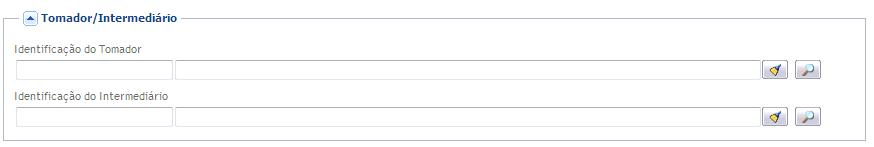 Tomador/Intermediário
Identificação do Tomador
Identificação do Intermediário